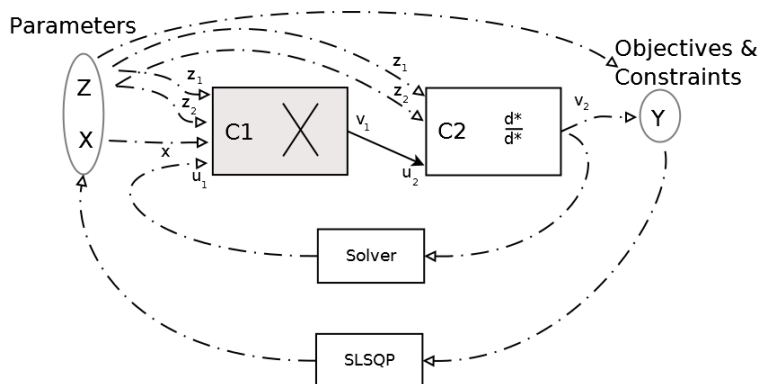 Parameters
Objectives &
Constraints
Z
X
z1
z2
x
u1
C1
v1
z1
z2
u2
C2
d*
d*
v2
Y
Solver
SLSQP